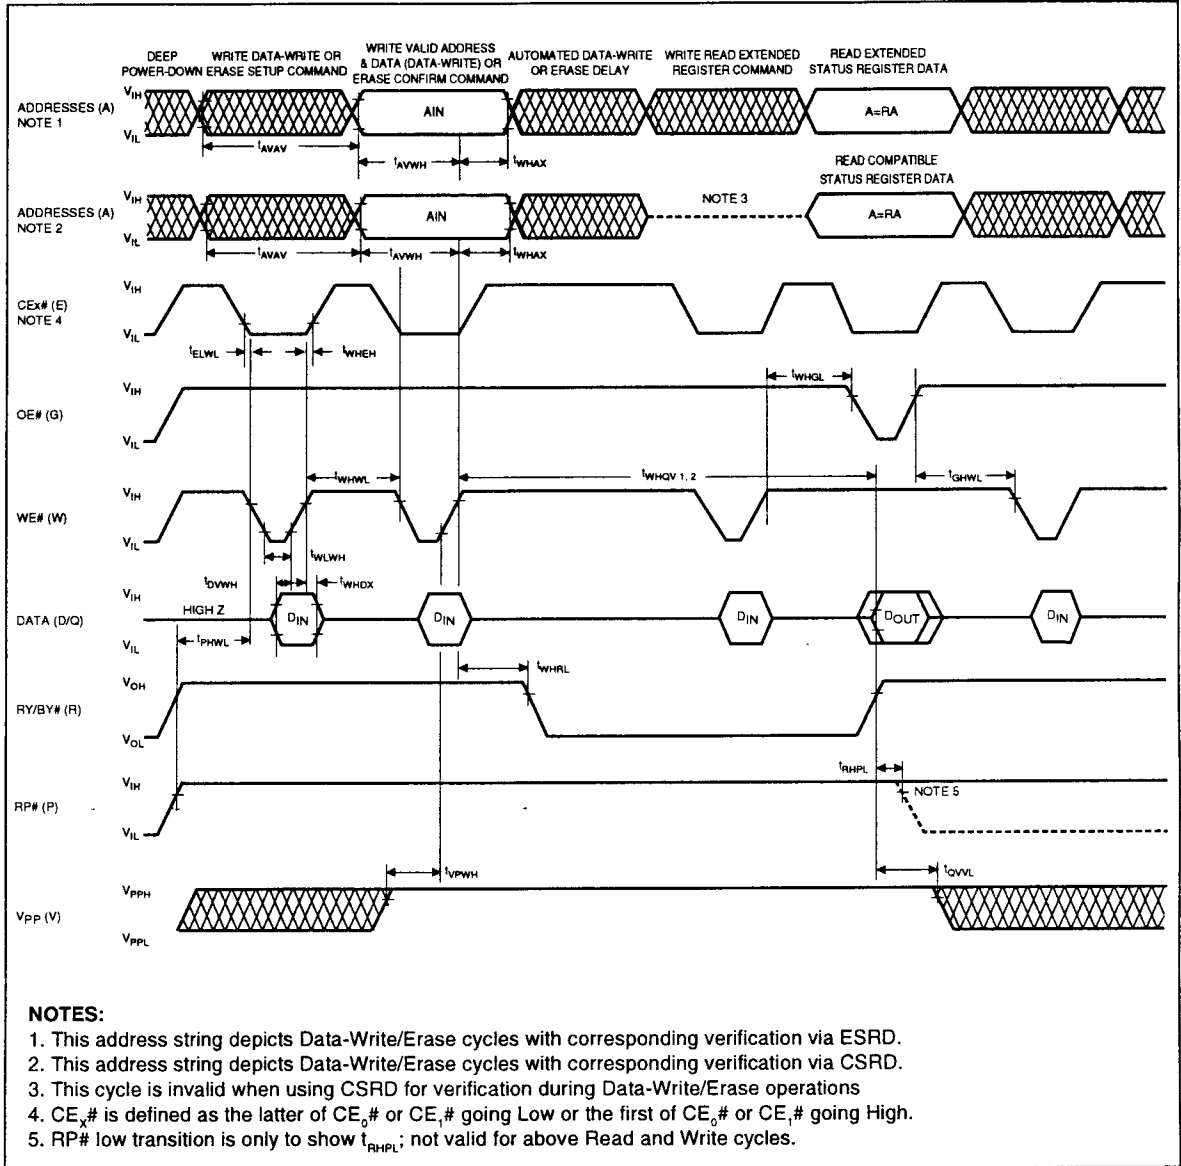 DEEP
POWER-DOWN
WRITE DATA-WRITE OR
ERASE SETUP COMMAND
WRITE VALID ADDRESS
& DATA (DATA-WRITE) OR
ERASE CONFIRM COMMAND
AUTOMATED DATA-WRITE
OR ERASE DELAY
WRITE READ EXTENDED
REGISTER COMMAND
READ EXTENDED
STATUS REGISTER DATA
ADDRESSES (A)
NOTE 1
VIH
VIL
AIN
A=RA
tAVAV
tAVWH
tWHAX
READ COMPATIBLE
STATUS REGISTER DATA
ADDRESSES (A)
NOTE 2
VIH
VIL
AIN
NOTE 3
A=RA
tAVAV
tAVWH
tWHAX
CEx# (E)
NOTE 4
VIH
VIL
tELWL
tWHEH
OE# (G)
VIH
VIL
tWHGL
WE# (W)
VIH
VIL
tWHWL
tWHQV 1, 2
tGHWL
tWLWH
DATA (D/Q)
VIH
VIL
HIGH Z
tDVWH
tWHDX
DIN
DIN
DIN
DOUT
DIN
tPHWL
RY/BY# (R)
VOH
VOL
tWHRL
RP# (P)
VIH
VIL
tRHPL
NOTE 5
VPP (V)
VPPH
VPPL
tVPWH
tQVVL
NOTES:
1. This address string depicts Data-Write/Erase cycles with corresponding verification via ESRD.
2. This address string depicts Data-Write/Erase cycles with corresponding verification via CSRD.
3. This cycle is invalid when using CSRD for verification during Data-Write/Erase operations
4. CEx# is defined as the latter of CE0# or CE1# going Low or the first of CE0# or CE1# going High.
5. RP# low transition is only to show tRHPL; not valid for above Read and Write cycles.